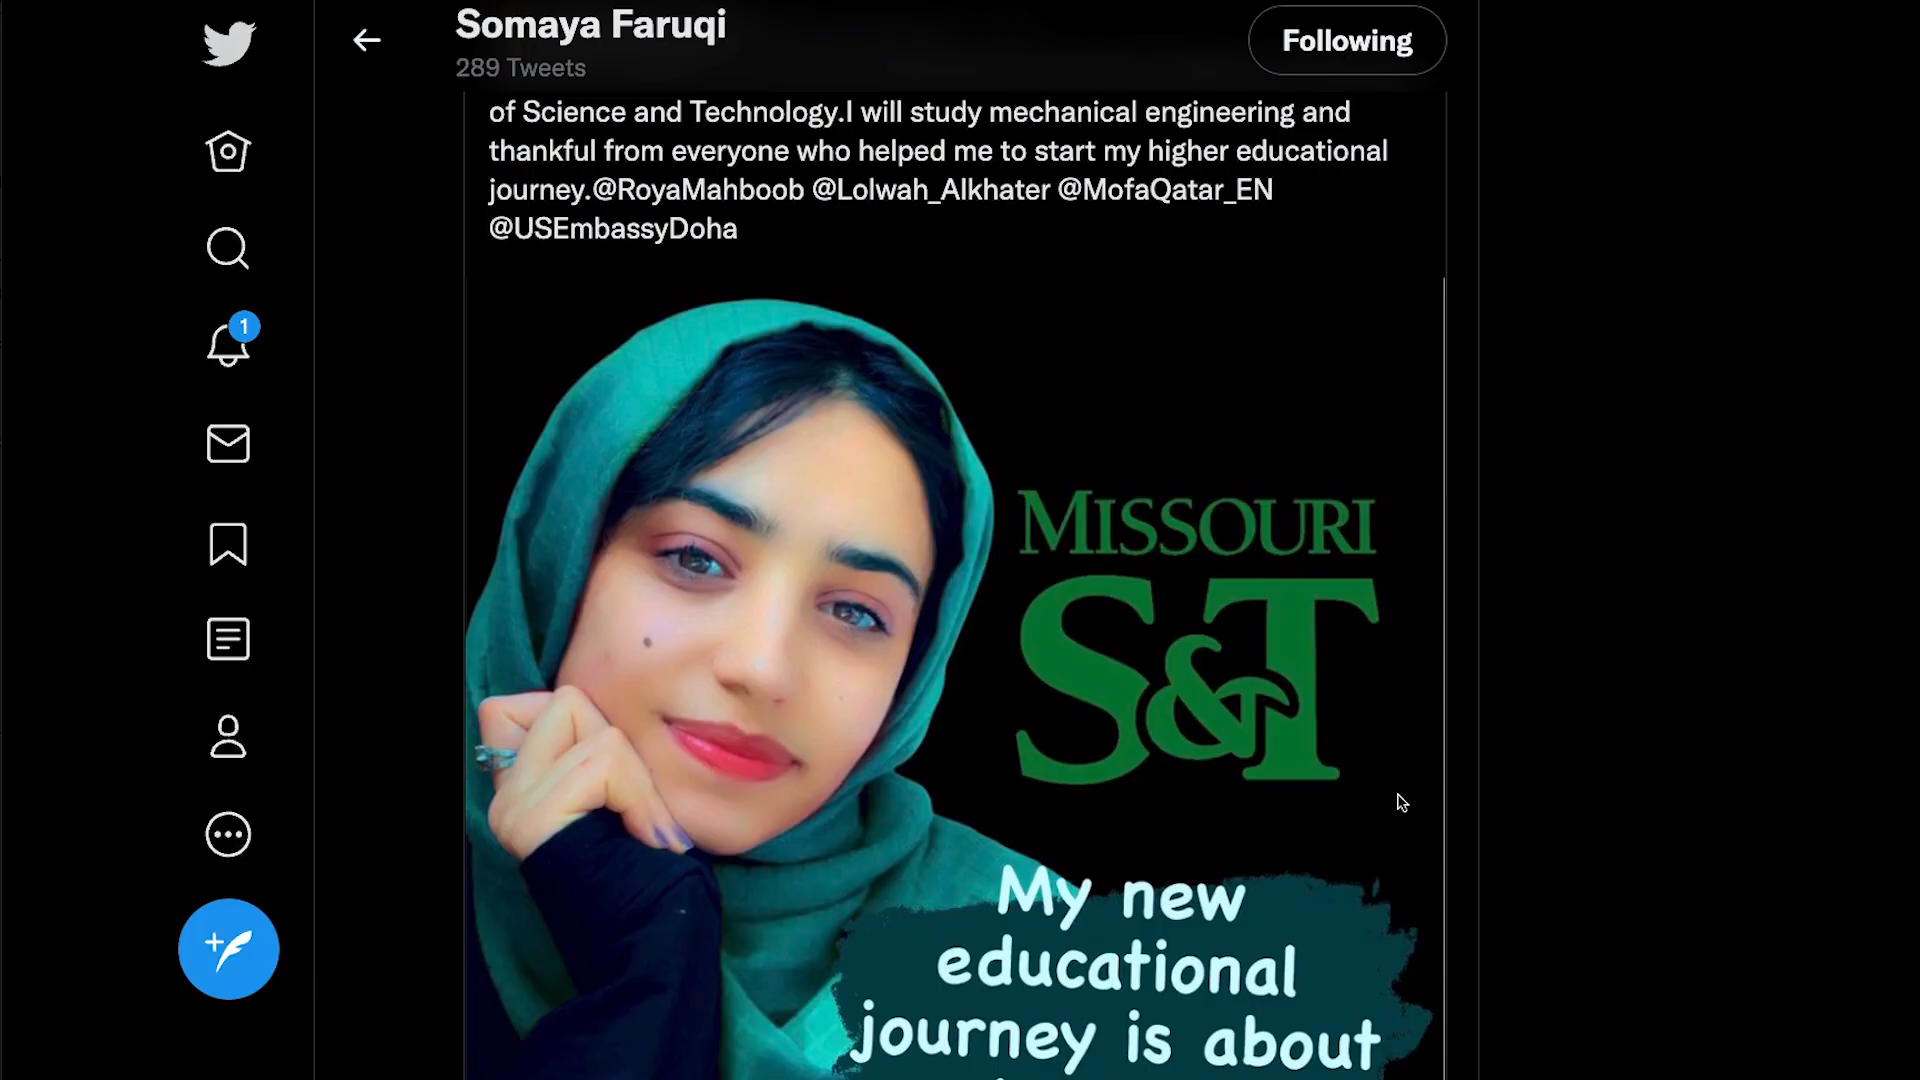 Somaya Faruqi
Following
289 Tweets
of Science and Technology.I will study mechanical engineering and
thankful from everyone who helped me to start my higher educational
journey.@RoyaMahboob @Lolwah_Alkhater @MofaQatar_EN
@USEmbassyDoha
1
MISSOURI
S&T
My new
educational
journey is about